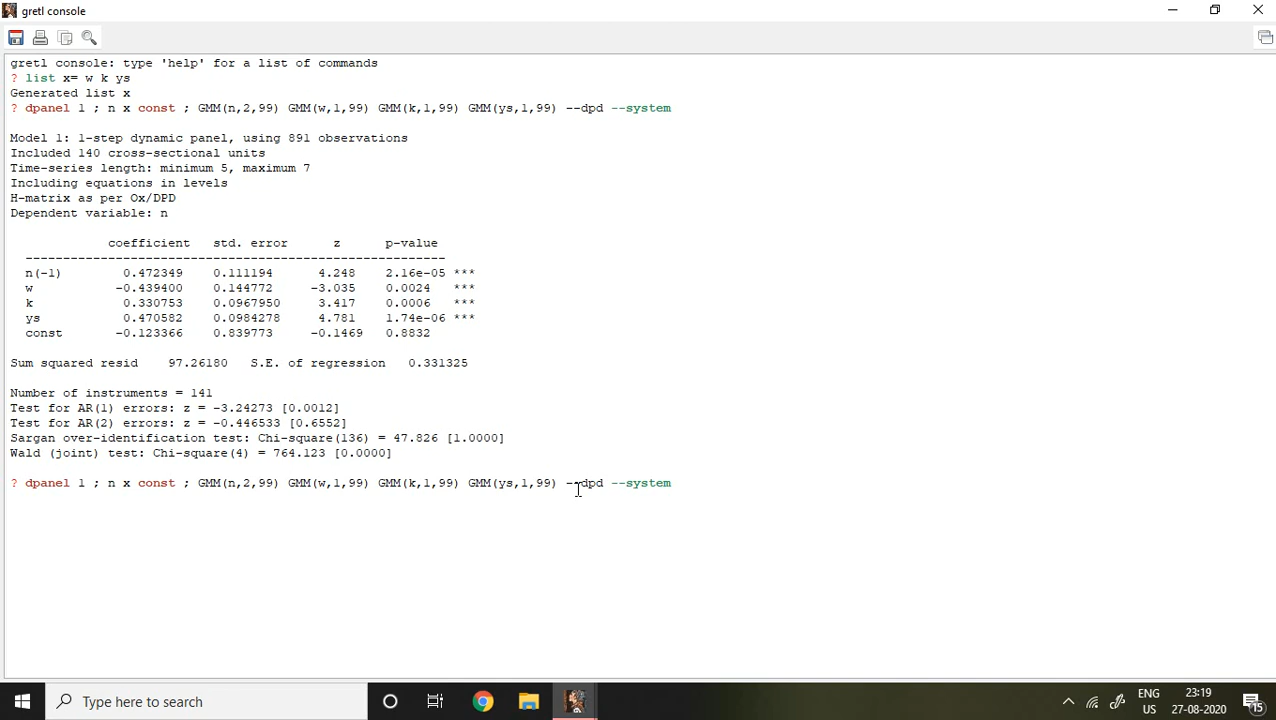 gretl console
gretl console: type 'help' for a list of commands
? list x= w k ys
Generated list x
? dpanel 1 ; n x const ; GMM(n,2,99) GMM(w,1,99) GMM(k,1,99) GMM(ys,1,99) --dpd --system
Model 1: 1-step dynamic panel, using 891 observations
Included 140 cross-sectional units
Time-series length: minimum 5, maximum 7
Including equations in levels
H-matrix as per Ox/DPD
Dependent variable: n
coefficient std. error z p-value
---------------------------------------------------------
n(-1) 0.472349 0.111194 4.248 2.16e-05 ***
w -0.439400 0.144772 -3.035 0.0024 ***
k 0.330753 0.0967950 3.417 0.0006 ***
ys 0.470582 0.0984278 4.781 1.74e-06 ***
const -0.123366 0.839773 -0.1469 0.8832
Sum squared resid 97.26180 S.E. of regression 0.331325
Number of instruments = 141
Test for AR(1) errors: z = -3.24273 [0.0012]
Test for AR(2) errors: z = -0.446533 [0.6552]
Sargan over-identification test: Chi-square(136) = 47.826 [1.0000]
Wald (joint) test: Chi-square(4) = 764.123 [0.0000]
? dpanel 1 ; n x const ; GMM(n,2,99) GMM(w,1,99) GMM(k,1,99) GMM(ys,1,99) --dpd --system
Type here to search
ENG
US
23:19
27-08-2020
15